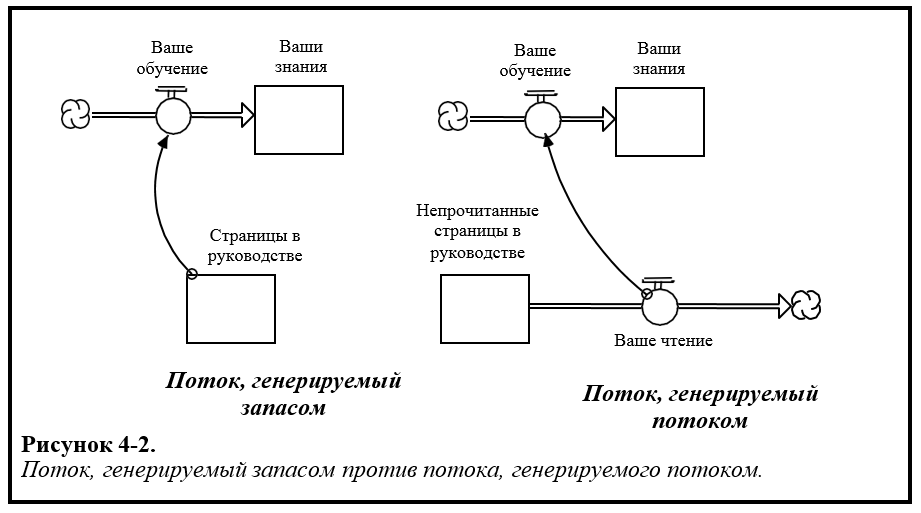 Ваше
обучение
Ваши
знания
Страницы в
руководстве
Поток, генерируемый
запасом
Ваше
обучение
Ваши
знания
Непрочитанные
страницы в
руководстве
Ваше чтение
Поток, генерируемый
потоком
Рисунок 4-2.
Поток, генерируемый запасом против потока, генерируемого потоком.